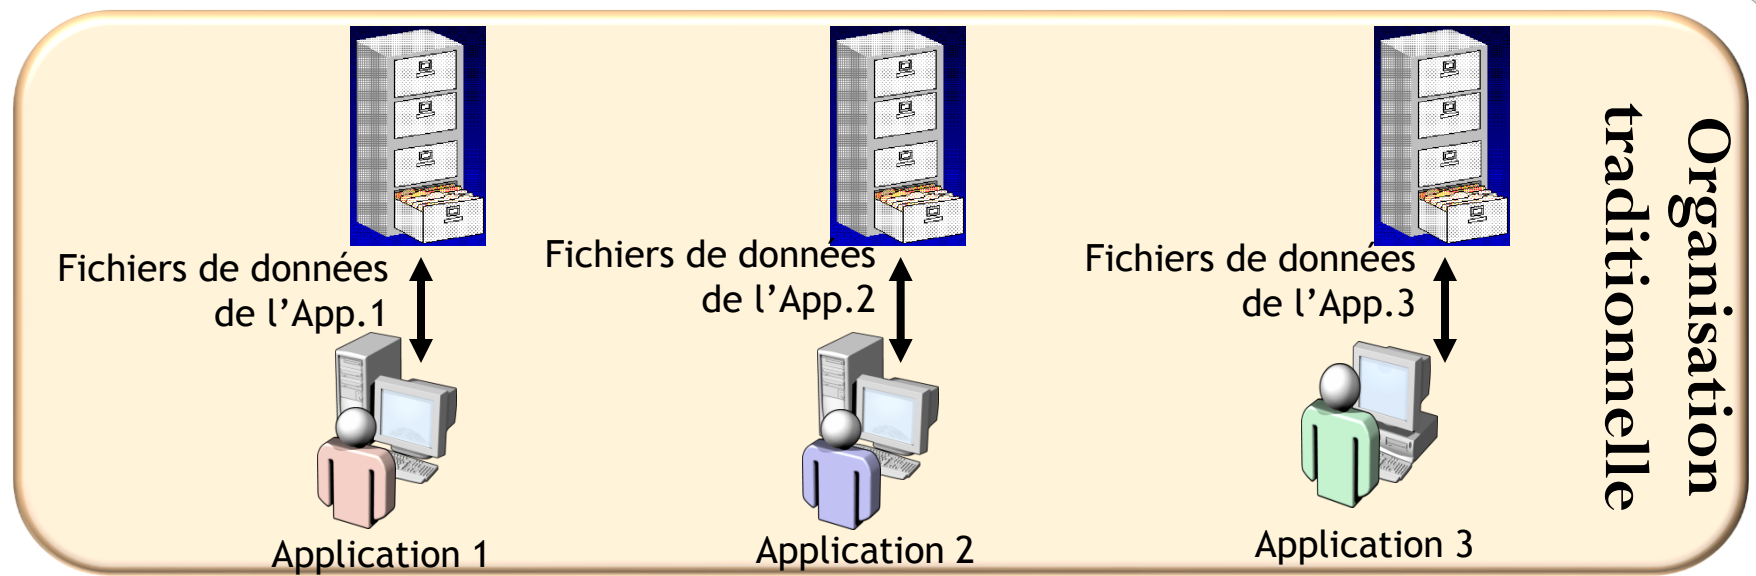 Fichiers de données
de l’App.1
Fichiers de données
de l’App.2
Fichiers de données
de l’App.3
Application 1
Application 2
Application 3
Organisation
traditionnelle